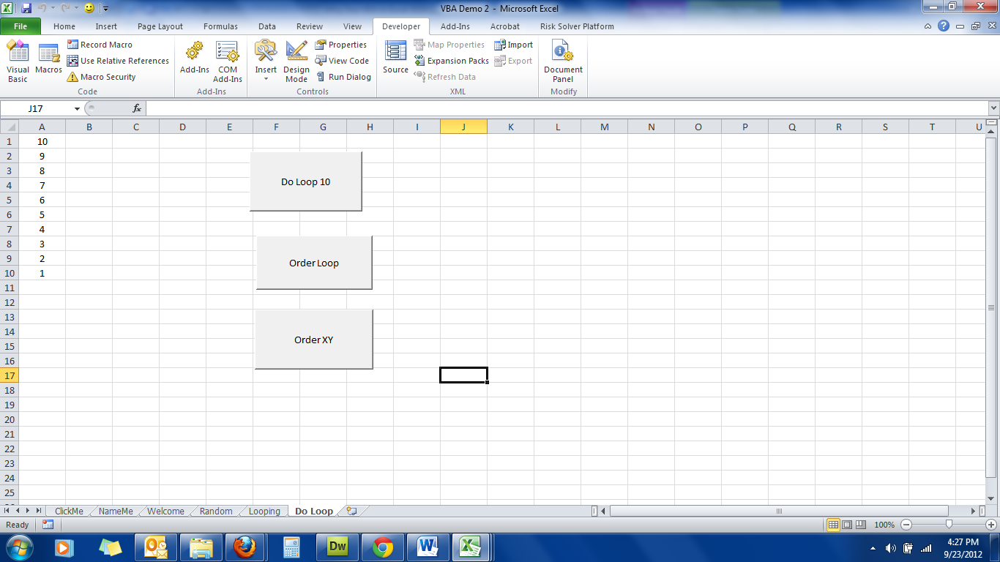 VBA Demo 2 - Microsoft Excel
File Home Insert Page Layout Formulas Data Review View Developer Add-Ins Acrobat Risk Solver Platform
Visual Basic
Macros
Record Macro
Use Relative References
Macro Security
Code
Add-Ins
COM Add-Ins
Add-Ins
Insert
Design Mode
Properties
View Code
Run Dialog
Controls
Source
Map Properties
Expansion Packs
Refresh Data
Import
Export
XML
Document Panel
Modify
J17 fx
A B C D E F G H I J K L M N O P Q R S T U
1 10
2 9
3 8
Do Loop 10
4 7
5 6
6 5
7 4
8 3
9 2
Order Loop
10 1
11
12
13
14
Order XY
15
16
17
18
19
20
21
22
23
24
25
ClickMe NameMe Welcome Random Looping Do Loop
Ready 100%
Dw W
4:27 PM
9/23/2012